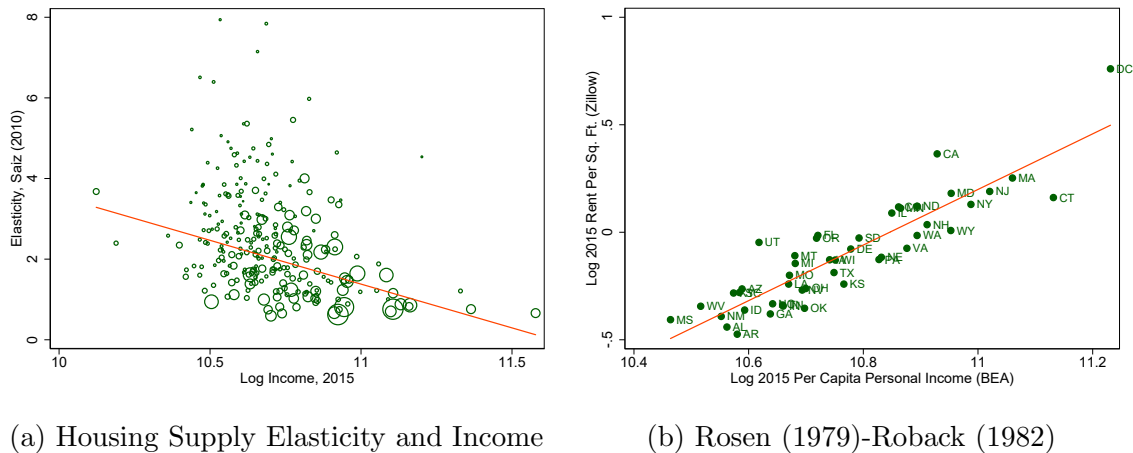 8
6
4
2
0
Elasticity, Saiz (2010)
10
10.5
11
11.5
Log Income, 2015
(a) Housing Supply Elasticity and Income
1
.5
0
-.5
Log 2015 Rent Per Sq. Ft. (Zillow)
DC
CA
MA
MD
NJ
CT
NY
ND
MN
IL
NH
WY
WA
FL
OR
SD
UT
DE
VA
NE
PA
MT
MI
WI
TX
MO
LA
KS
AZ
OH
NV
WV
OK
ID
GA
MS
NM
AL
AR
10.4
10.6
10.8
11
11.2
Log 2015 Per Capita Personal Income (BEA)
(b) Rosen (1979)-Roback (1982)